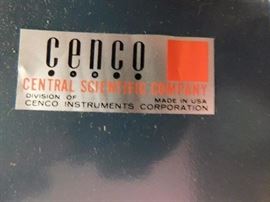 cenco
CENTRAL SCIENTIFIC COMPANY
DIVISION OF MADE IN USA
CENCO INSTRUMENTS CORPORATION